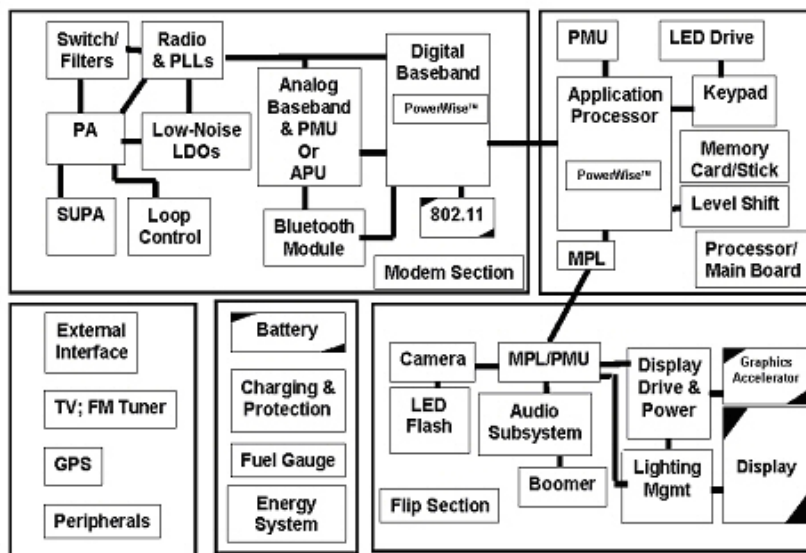 Switch/
Filters
Radio
& PLLs
Digital
Baseband
PowerWise™
Analog
Baseband
& PMU
Or
APU
PA
Low-Noise
LDOs
SUPA
Loop
Control
Bluetooth
Module
802.11
Modem Section
PMU
LED Drive
Application
Processor
PowerWise™
Keypad
Memory
Card/Stick
Level Shift
MPL
Processor/
Main Board
External
Interface
TV; FM Tuner
GPS
Peripherals
Battery
Charging &
Protection
Fuel Gauge
Energy
System
Camera
MPL/PMU
Display
Drive &
Power
Graphics
Accelerator
LED
Flash
Audio
Subsystem
Boomer
Lighting
Mgmt
Display
Flip Section